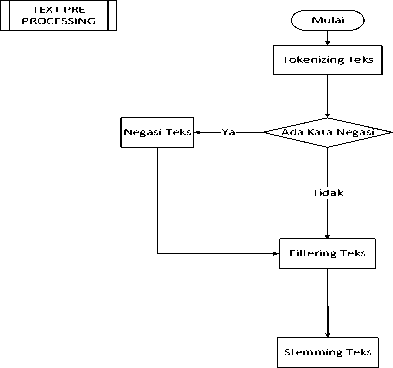 TEXT PRE
PROCESSING
Mulai
Tokenizing Teks
Negasi Teks
Ya
Ada Kata Negasi
Tidak
Filtering Teks
Stemming Teks